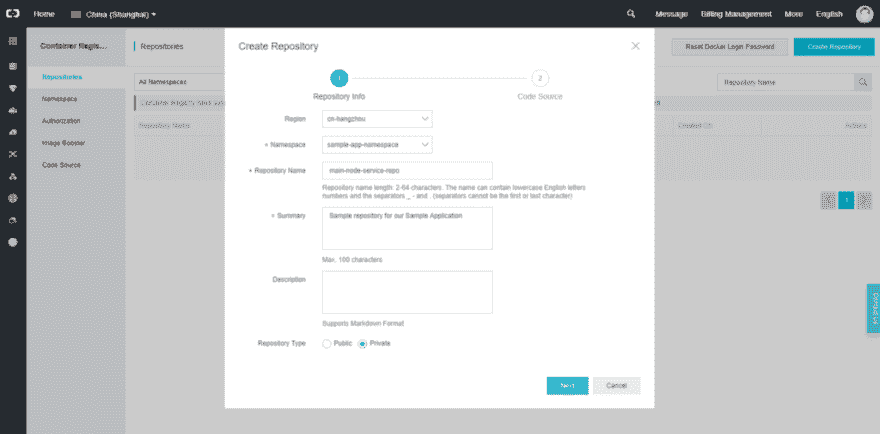 Home China (Shanghai) Message Billing Management More English
Container Regis...
Repositories
Reset Docker Login Password Create Repository
Repositories
All Namespaces
Repository Name
Namespace
Repository Name
Authorization
Image Booster
Code Source
1
Create Repository
1 2
Repository Info Code Source
Region cn-hangzhou
* Namespace sample-app-namespace
* Repository Name main-node-service-repo
Repository name length: 2-64 characters. The name can contain lowercase English letters
numbers and the separators _ - and . (separators cannot be the first or last character)
* Summary Sample repository for our Sample Application
Max. 100 characters
Description
Supports Markdown Format
Repository Type Public Private
Next Cancel